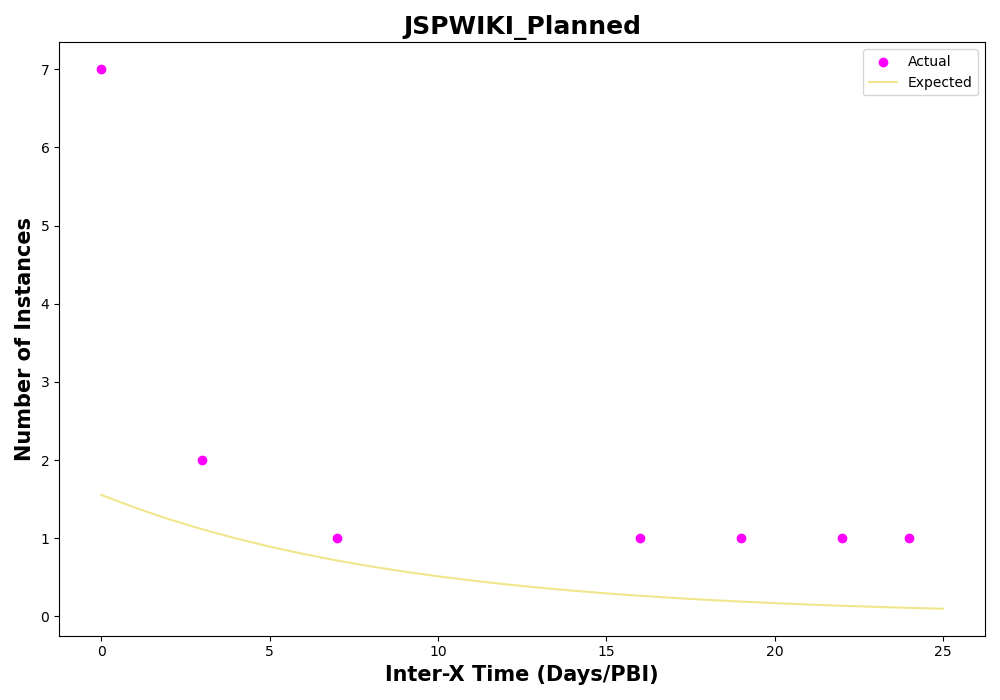 JSPWIKI_Planned
Actual
Expected
Number of Instances
7
6
5
4
3
2
1
0
0 5 10 15 20 25
Inter-X Time (Days/PBI)